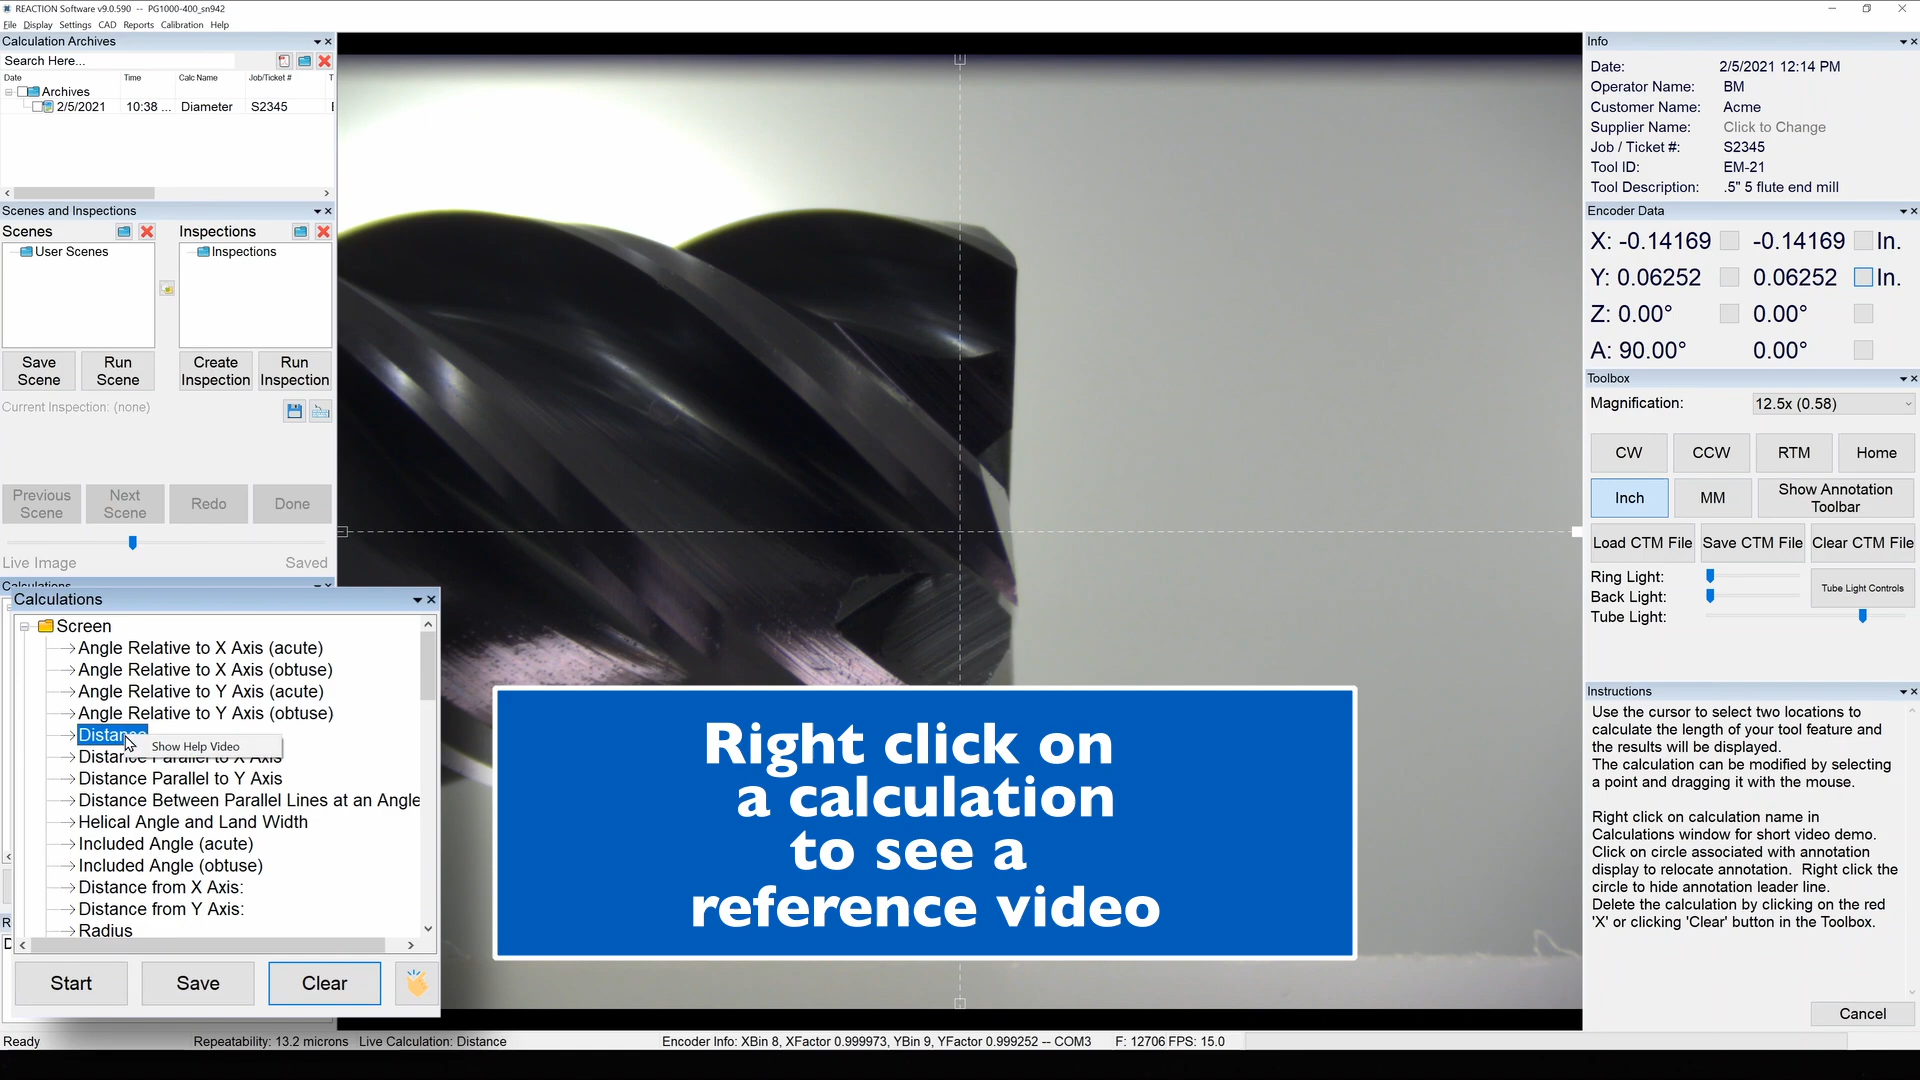 REACTION Software v9.0.590 -- PG1000-400_sn942
File Display Settings CAD Reports Calibration Help
Calculation Archives
Search Here...
Date Time Calc Name Job/Ticket # T
Archives
2/5/2021 10:38 ... Diameter S2345
Scenes and Inspections
Scenes Inspections
User Scenes Inspections
Save Scene
Run Scene
Create Inspection
Run Inspection
Current Inspection: (none)
Previous Scene
Next Scene
Redo
Done
Live Image Saved
Calculations
Calculations
Screen
Angle Relative to X Axis (acute)
Angle Relative to X Axis (obtuse)
Angle Relative to Y Axis (acute)
Angle Relative to Y Axis (obtuse)
Distance
Show Help Video
Distance Parallel to X Axis
Distance Parallel to Y Axis
Distance Between Parallel Lines at an Angle
Helical Angle and Land Width
Included Angle (acute)
Included Angle (obtuse)
Distance from X Axis:
Distance from Y Axis:
Radius
Start Save Clear
Right click on
a calculation
to see a
reference video
Info
Date: 2/5/2021 12:14 PM
Operator Name: BM
Customer Name: Acme
Supplier Name: Click to Change
Job / Ticket #: S2345
Tool ID: EM-21
Tool Description: .5" 5 flute end mill
Encoder Data
X: -0.14169 -0.14169 In.
Y: 0.06252 0.06252 In.
Z: 0.00° 0.00°
A: 90.00° 0.00°
Toolbox
Magnification: 12.5x (0.58)
CW CCW RTM Home
Inch MM Show Annotation Toolbar
Load CTM File Save CTM File Clear CTM File
Ring Light:
Back Light:
Tube Light:
Tube Light Controls
Instructions
Use the cursor to select two locations to
calculate the length of your tool feature and
the results will be displayed.
The calculation can be modified by selecting
a point and dragging it with the mouse.
Right click on calculation name in
Calculations window for short video demo.
Click on circle associated with annotation
display to relocate annotation. Right click the
circle to hide annotation leader line.
Delete the calculation by clicking on the red
'X' or clicking 'Clear' button in the Toolbox.
Cancel
Ready Repeatability: 13.2 microns Live Calculation: Distance Encoder Info: XBin 8, XFactor 0.999973, YBin 9, YFactor 0.999252 -- COM3 F: 12706 FPS: 15.0